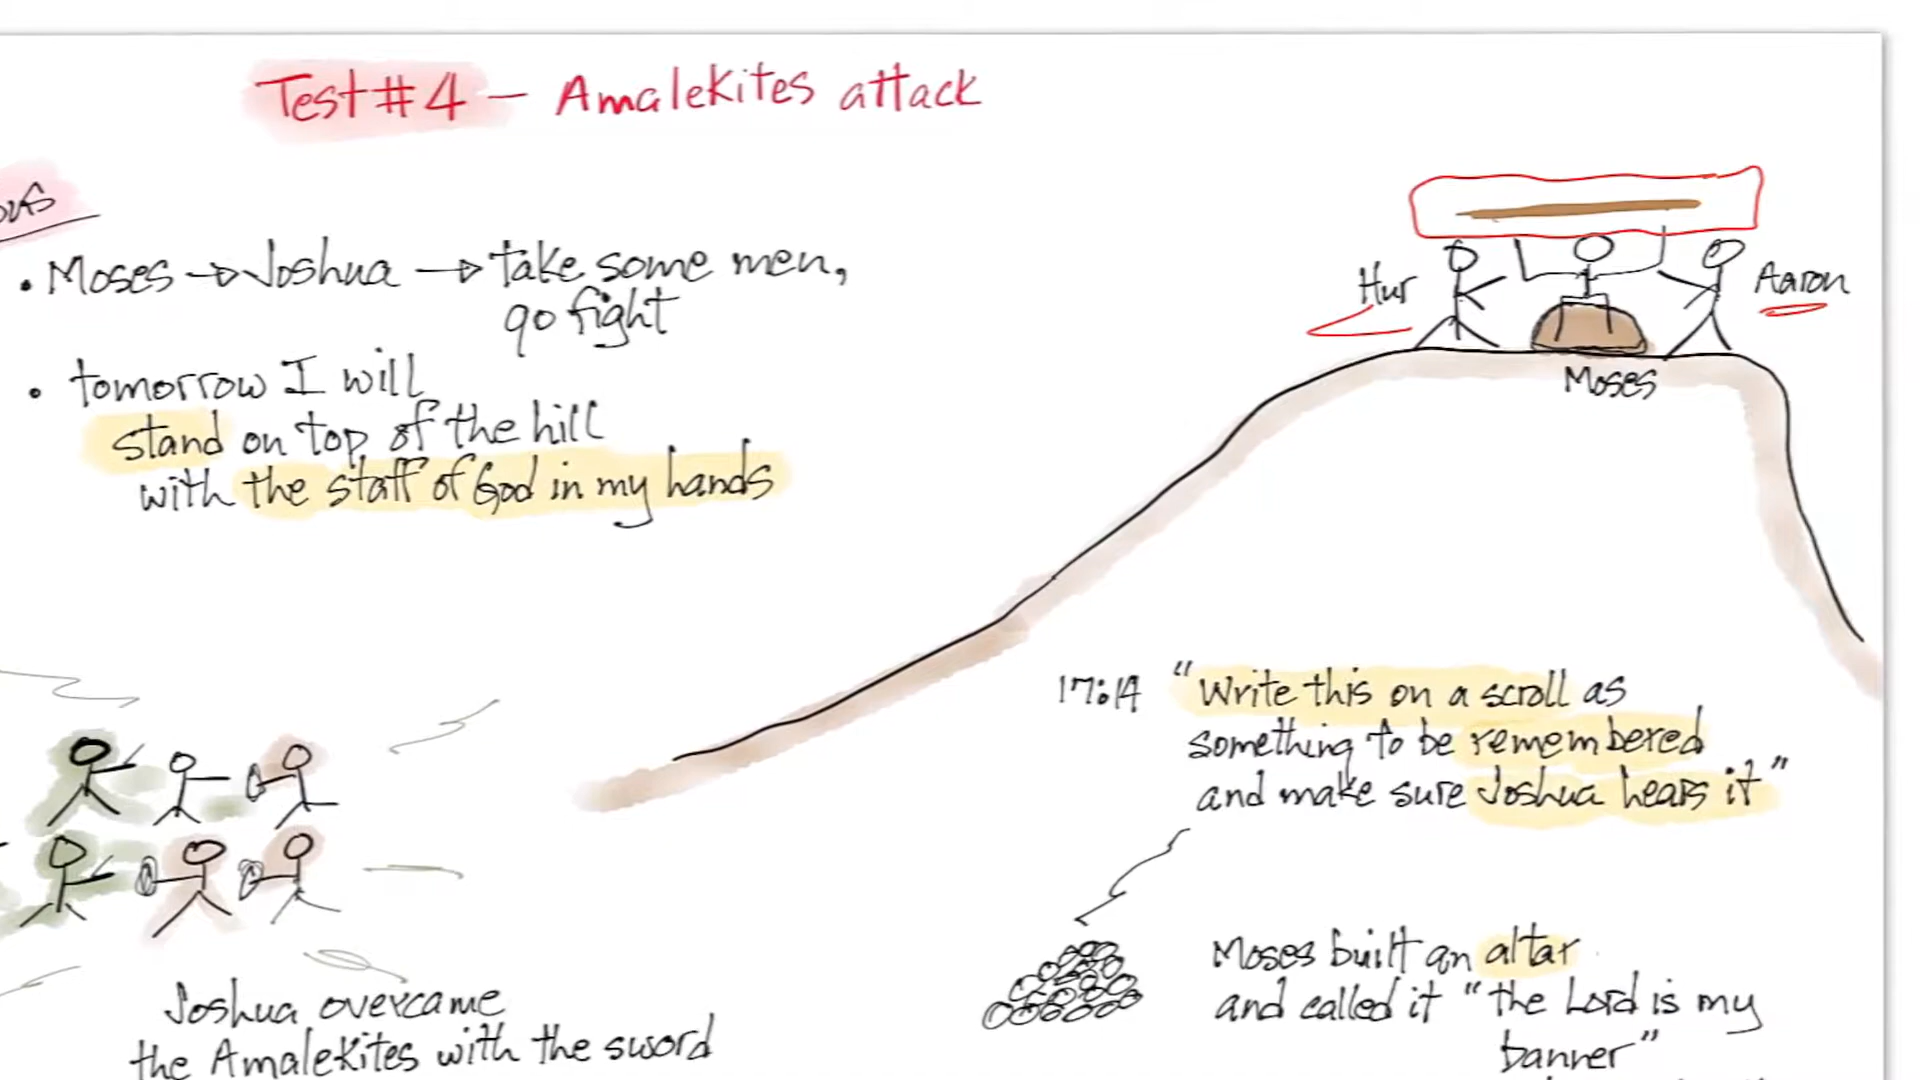 Test #4 - Amalekites attack
• Moses → Joshua → take some men,
go fight
• tomorrow I will
stand on top of the hill
with the staff of God in my hands
Hur
Aaron
Moses
17:14 "Write this on a scroll as
something to be remembered
and make sure Joshua hears it"
Joshua overcame
the Amalekites with the sword
Moses built an altar
and called it "the Lord is my
banner"